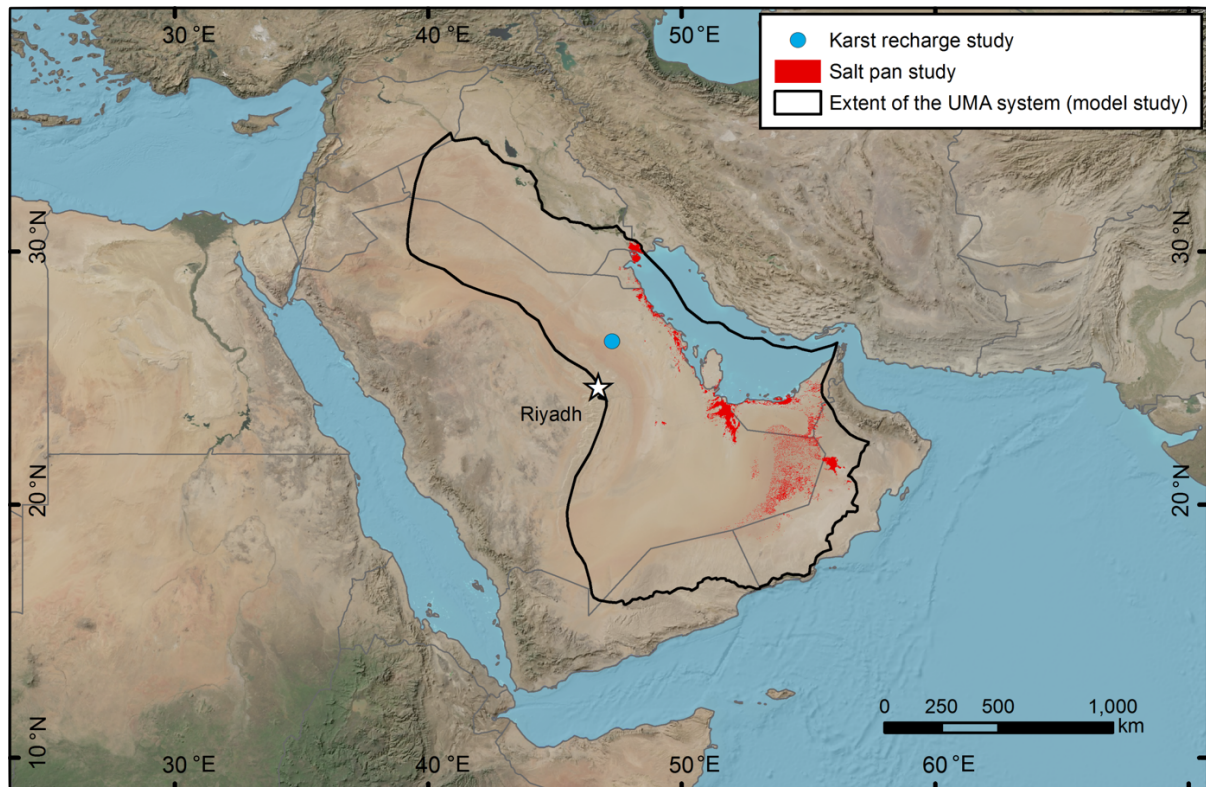 30 °E
40 °E
50 °E
Karst recharge study
Salt pan study
Extent of the UMA system (model study)
30 °N
30 °N
Riyadh
20 °N
20 °N
0 250 500 1,000
km
10 °N
10 °N
30 °E
40 °E
50 °E
60 °E